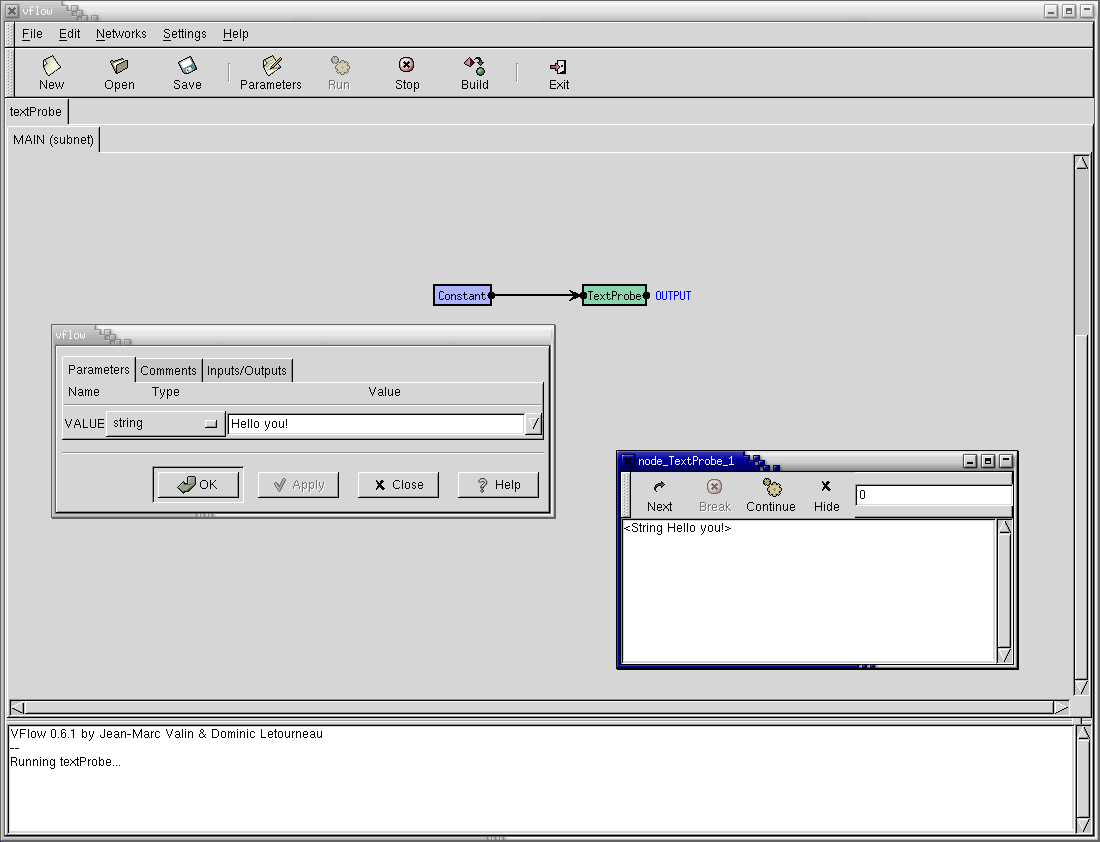 vflow
File Edit Networks Settings Help
New Open Save Parameters Run Stop Build Exit
textProbe
MAIN (subnet)
Constant TextProbe OUTPUT
vflow
Parameters Comments Inputs/Outputs
Name Type Value
VALUE string Hello you!
OK Apply Close Help
node_TextProbe_1
Next Break Continue Hide 0
<String Hello you!>
VFlow 0.6.1 by Jean-Marc Valin & Dominic Letourneau
--
Running textProbe...